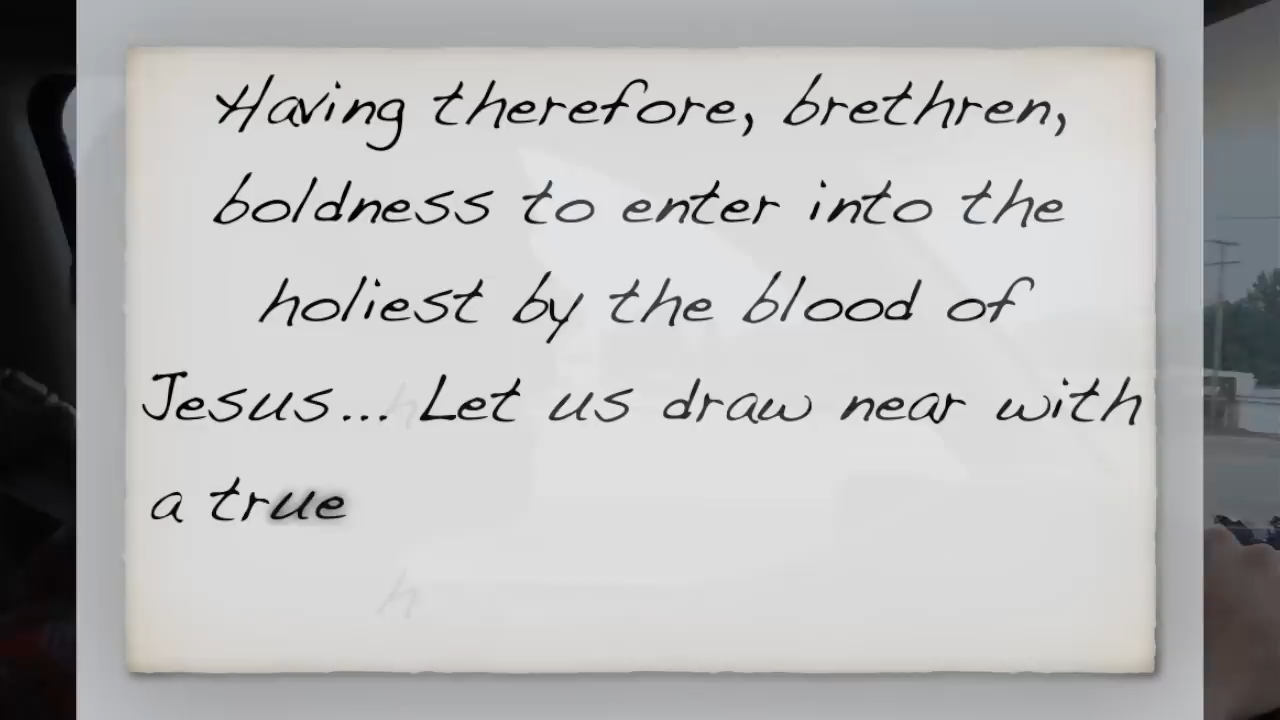 Having therefore, brethren,
boldness to enter into the
holiest by the blood of
Jesus... Let us draw near with
a true